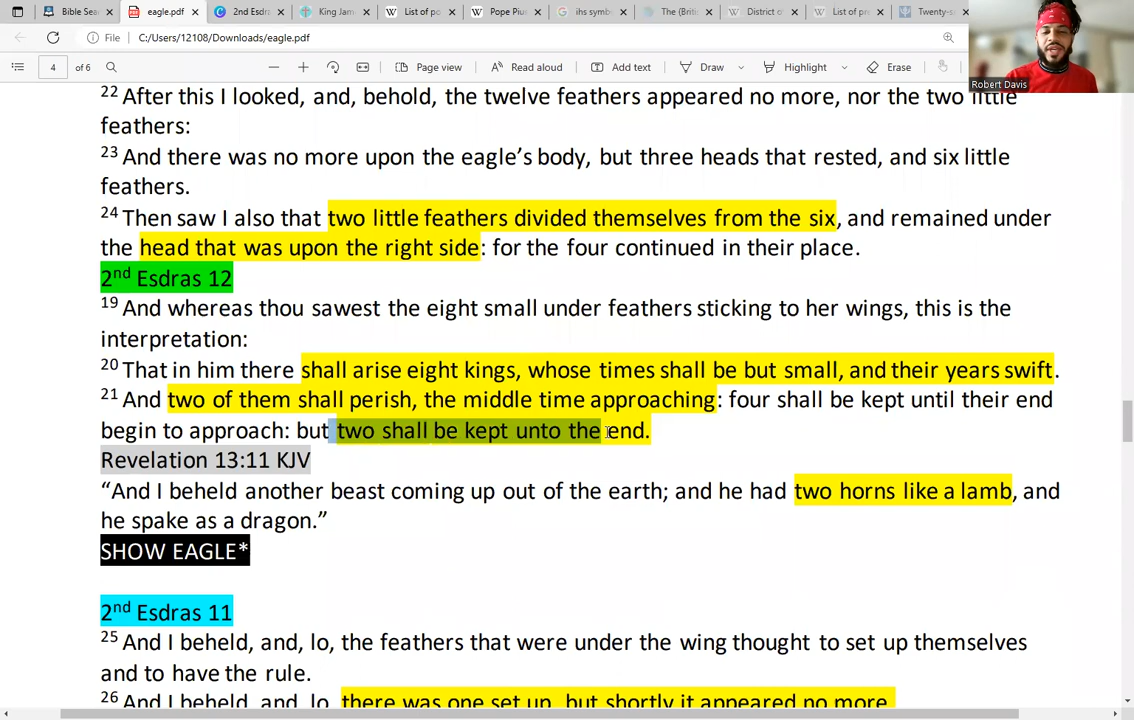 Bible Sea
eagle.pdf
2nd Esdra
King Jam
List of po
Pope Piu
ihs symb
The (Briti
District o
List of pre
Twenty-s
File
C:/Users/12108/Downloads/eagle.pdf
4 of 6
Page view
Read aloud
Add text
Draw
Highlight
Erase
Robert Davis
22 After this I looked, and, behold, the twelve feathers appeared no more, nor the two little
feathers:
23 And there was no more upon the eagle’s body, but three heads that rested, and six little
feathers.
24 Then saw I also that two little feathers divided themselves from the six, and remained under
the head that was upon the right side: for the four continued in their place.
2nd Esdras 12
19 And whereas thou sawest the eight small under feathers sticking to her wings, this is the
interpretation:
20 That in him there shall arise eight kings, whose times shall be but small, and their years swift.
21 And two of them shall perish, the middle time approaching: four shall be kept until their end
begin to approach: but two shall be kept unto the end.
Revelation 13:11 KJV
“And I beheld another beast coming up out of the earth; and he had two horns like a lamb, and
he spake as a dragon.”
SHOW EAGLE*
2nd Esdras 11
25 And I beheld, and, lo, the feathers that were under the wing thought to set up themselves
and to have the rule.
26 And I beheld, and, lo, there was one set up, but shortly it appeared no more.